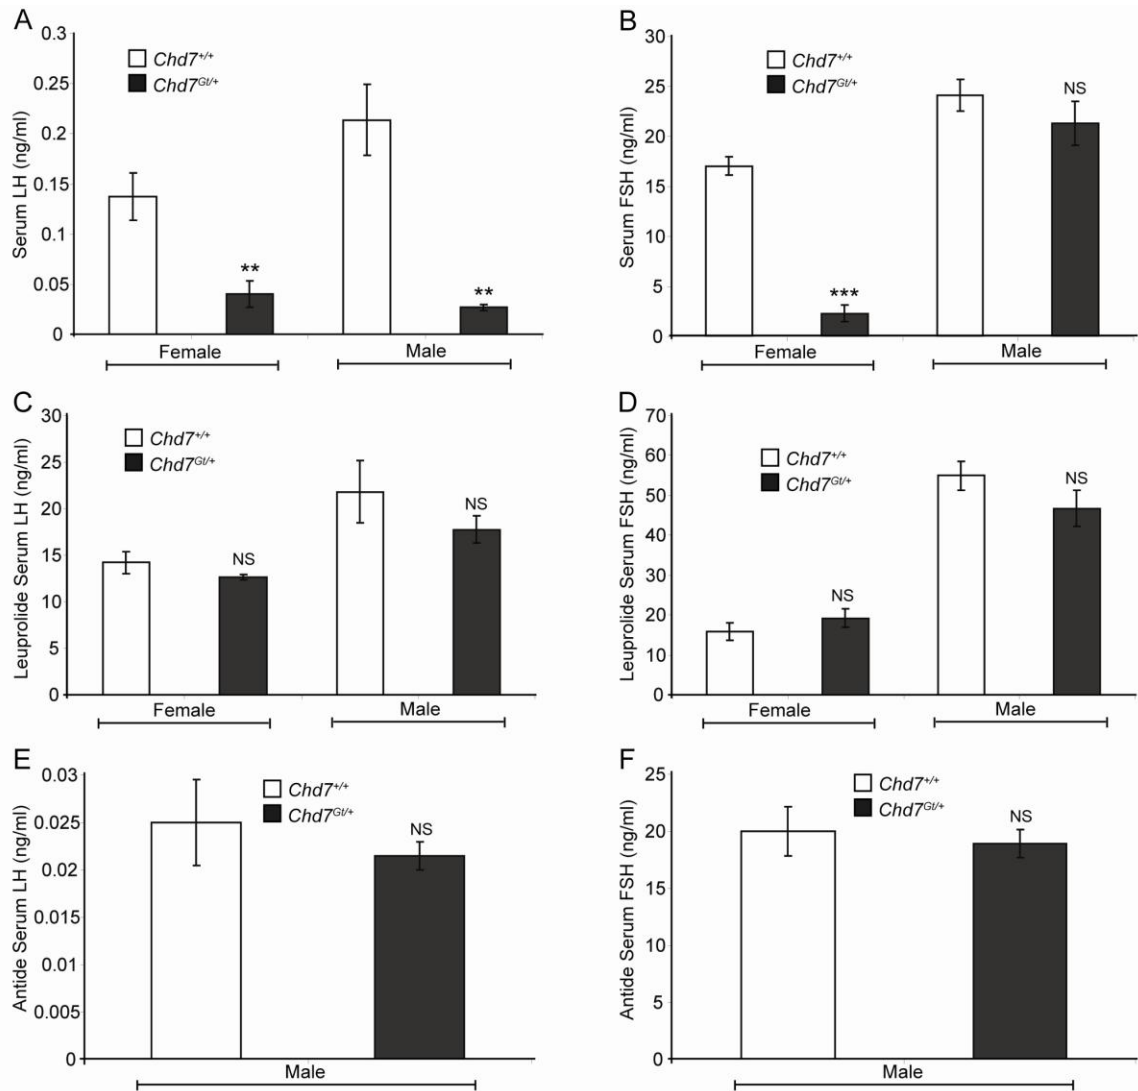 A
Serum LH (ng/ml)
0.3
0.25
0.2
0.15
0.1
0.05
0
Chd7+/+
Chd7Gt/+
**
**
Female
Male
B
Serum FSH (ng/ml)
30
25
20
15
10
5
0
Chd7+/+
Chd7Gt/+
***
NS
Female
Male
C
Leuprolide Serum LH (ng/ml)
30
25
20
15
10
5
0
Chd7+/+
Chd7Gt/+
NS
NS
Female
Male
D
Leuprolide Serum FSH (ng/ml)
70
60
50
40
30
20
10
0
Chd7+/+
Chd7Gt/+
NS
NS
Female
Male
E
Antide Serum LH (ng/ml)
0.03
0.025
0.02
0.015
0.01
0.005
0
Chd7+/+
Chd7Gt/+
NS
Male
F
Antide Serum FSH (ng/ml)
25
20
15
10
5
0
Chd7+/+
Chd7Gt/+
NS
Male